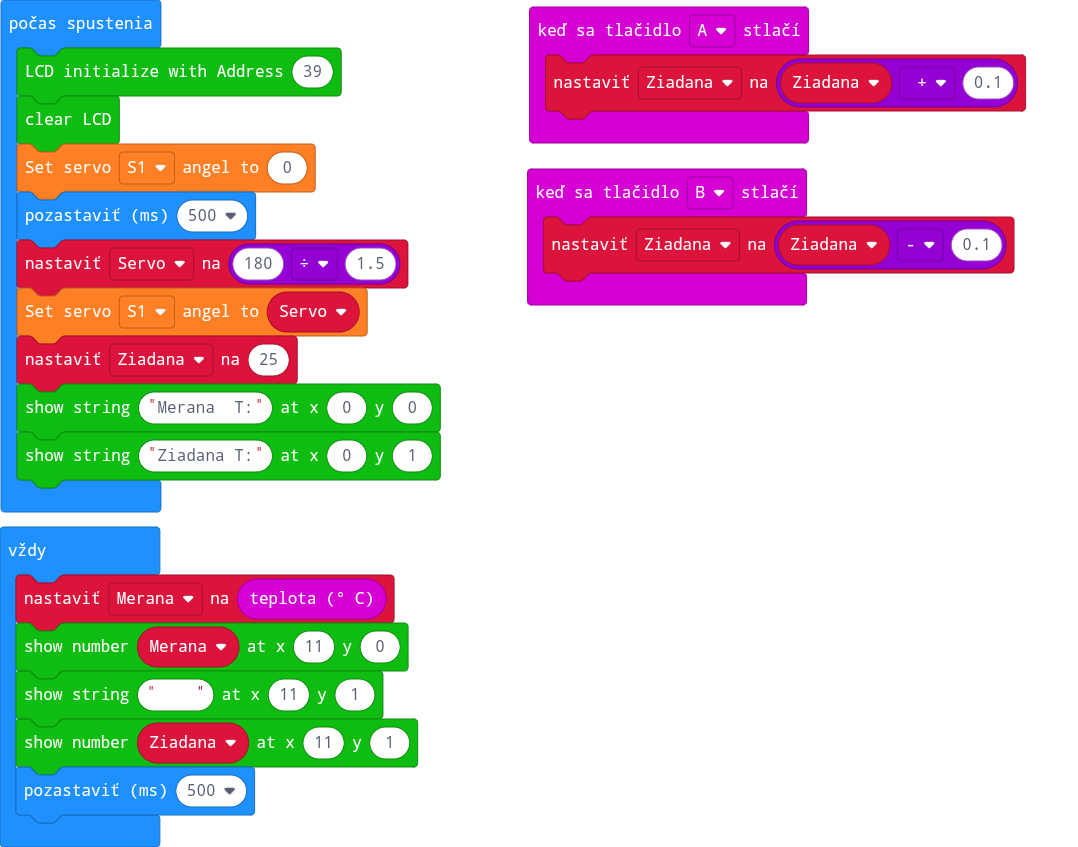 počas spustenia
LCD initialize with Address 39
clear LCD
Set servo S1 angel to 0
pozastaviť (ms) 500
nastaviť Servo na 180 ÷ 1.5
Set servo S1 angel to Servo
nastaviť Ziadana na 25
show string "Merana  T:" at x 0 y 0
show string "Ziadana T:" at x 0 y 1
vždy
nastaviť Merana na teplota (° C)
show number Merana at x 11 y 0
show string "     " at x 11 y 1
show number Ziadana at x 11 y 1
pozastaviť (ms) 500
keď sa tlačidlo A stlačí
nastaviť Ziadana na Ziadana + 0.1
keď sa tlačidlo B stlačí
nastaviť Ziadana na Ziadana - 0.1